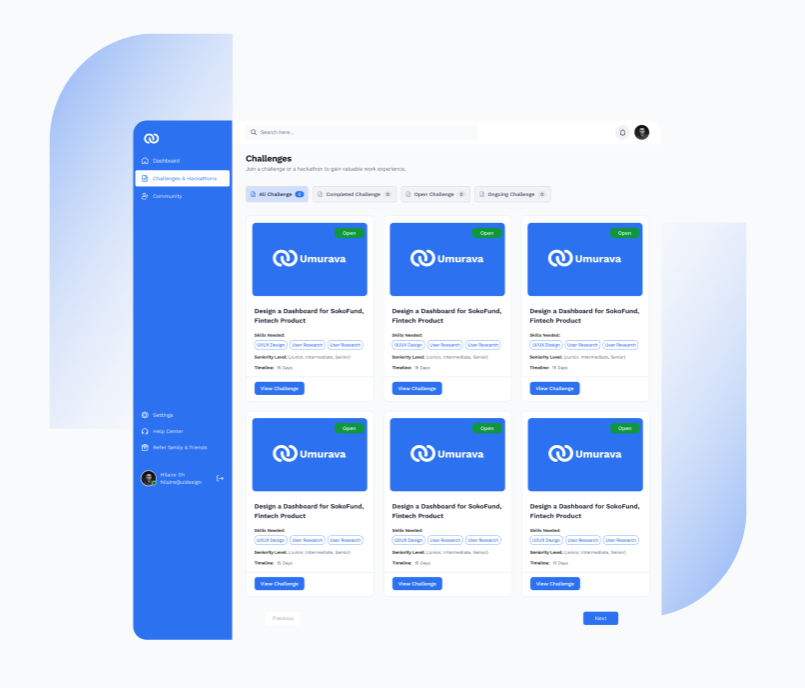 Search here...
Dashboard
Challenges & Hackathons
Community
Settings
Help Center
Refer family & friends
Hilaire Sh
hilaire@uidesign
Challenges
Join a challenge or a hackathon to gain valuable work experience,
All Challenge
Completed Challenge 0
Open Challenge 0
Ongoing Challenge 0
Open
Umurava
Design a Dashboard for SokoFund,
Fintech Product
Skills Needed:
UI/UX Design User Research User Research
Seniority Level: (Junior, Intermediate, Senior)
Timeline: 15 Days
View Challenge
Open
Umurava
Design a Dashboard for SokoFund,
Fintech Product
Skills Needed:
UI/UX Design User Research User Research
Seniority Level: (Junior, Intermediate, Senior)
Timeline: 15 Days
View Challenge
Open
Umurava
Design a Dashboard for SokoFund,
Fintech Product
Skills Needed:
UI/UX Design User Research User Research
Seniority Level: (Junior, Intermediate, Senior)
Timeline: 15 Days
View Challenge
Open
Umurava
Design a Dashboard for SokoFund,
Fintech Product
Skills Needed:
UI/UX Design User Research User Research
Seniority Level: (Junior, Intermediate, Senior)
Timeline: 15 Days
View Challenge
Open
Umurava
Design a Dashboard for SokoFund,
Fintech Product
Skills Needed:
UI/UX Design User Research User Research
Seniority Level: (Junior, Intermediate, Senior)
Timeline: 15 Days
View Challenge
Open
Umurava
Design a Dashboard for SokoFund,
Fintech Product
Skills Needed:
UI/UX Design User Research User Research
Seniority Level: (Junior, Intermediate, Senior)
Timeline: 15 Days
View Challenge
Previous
Next